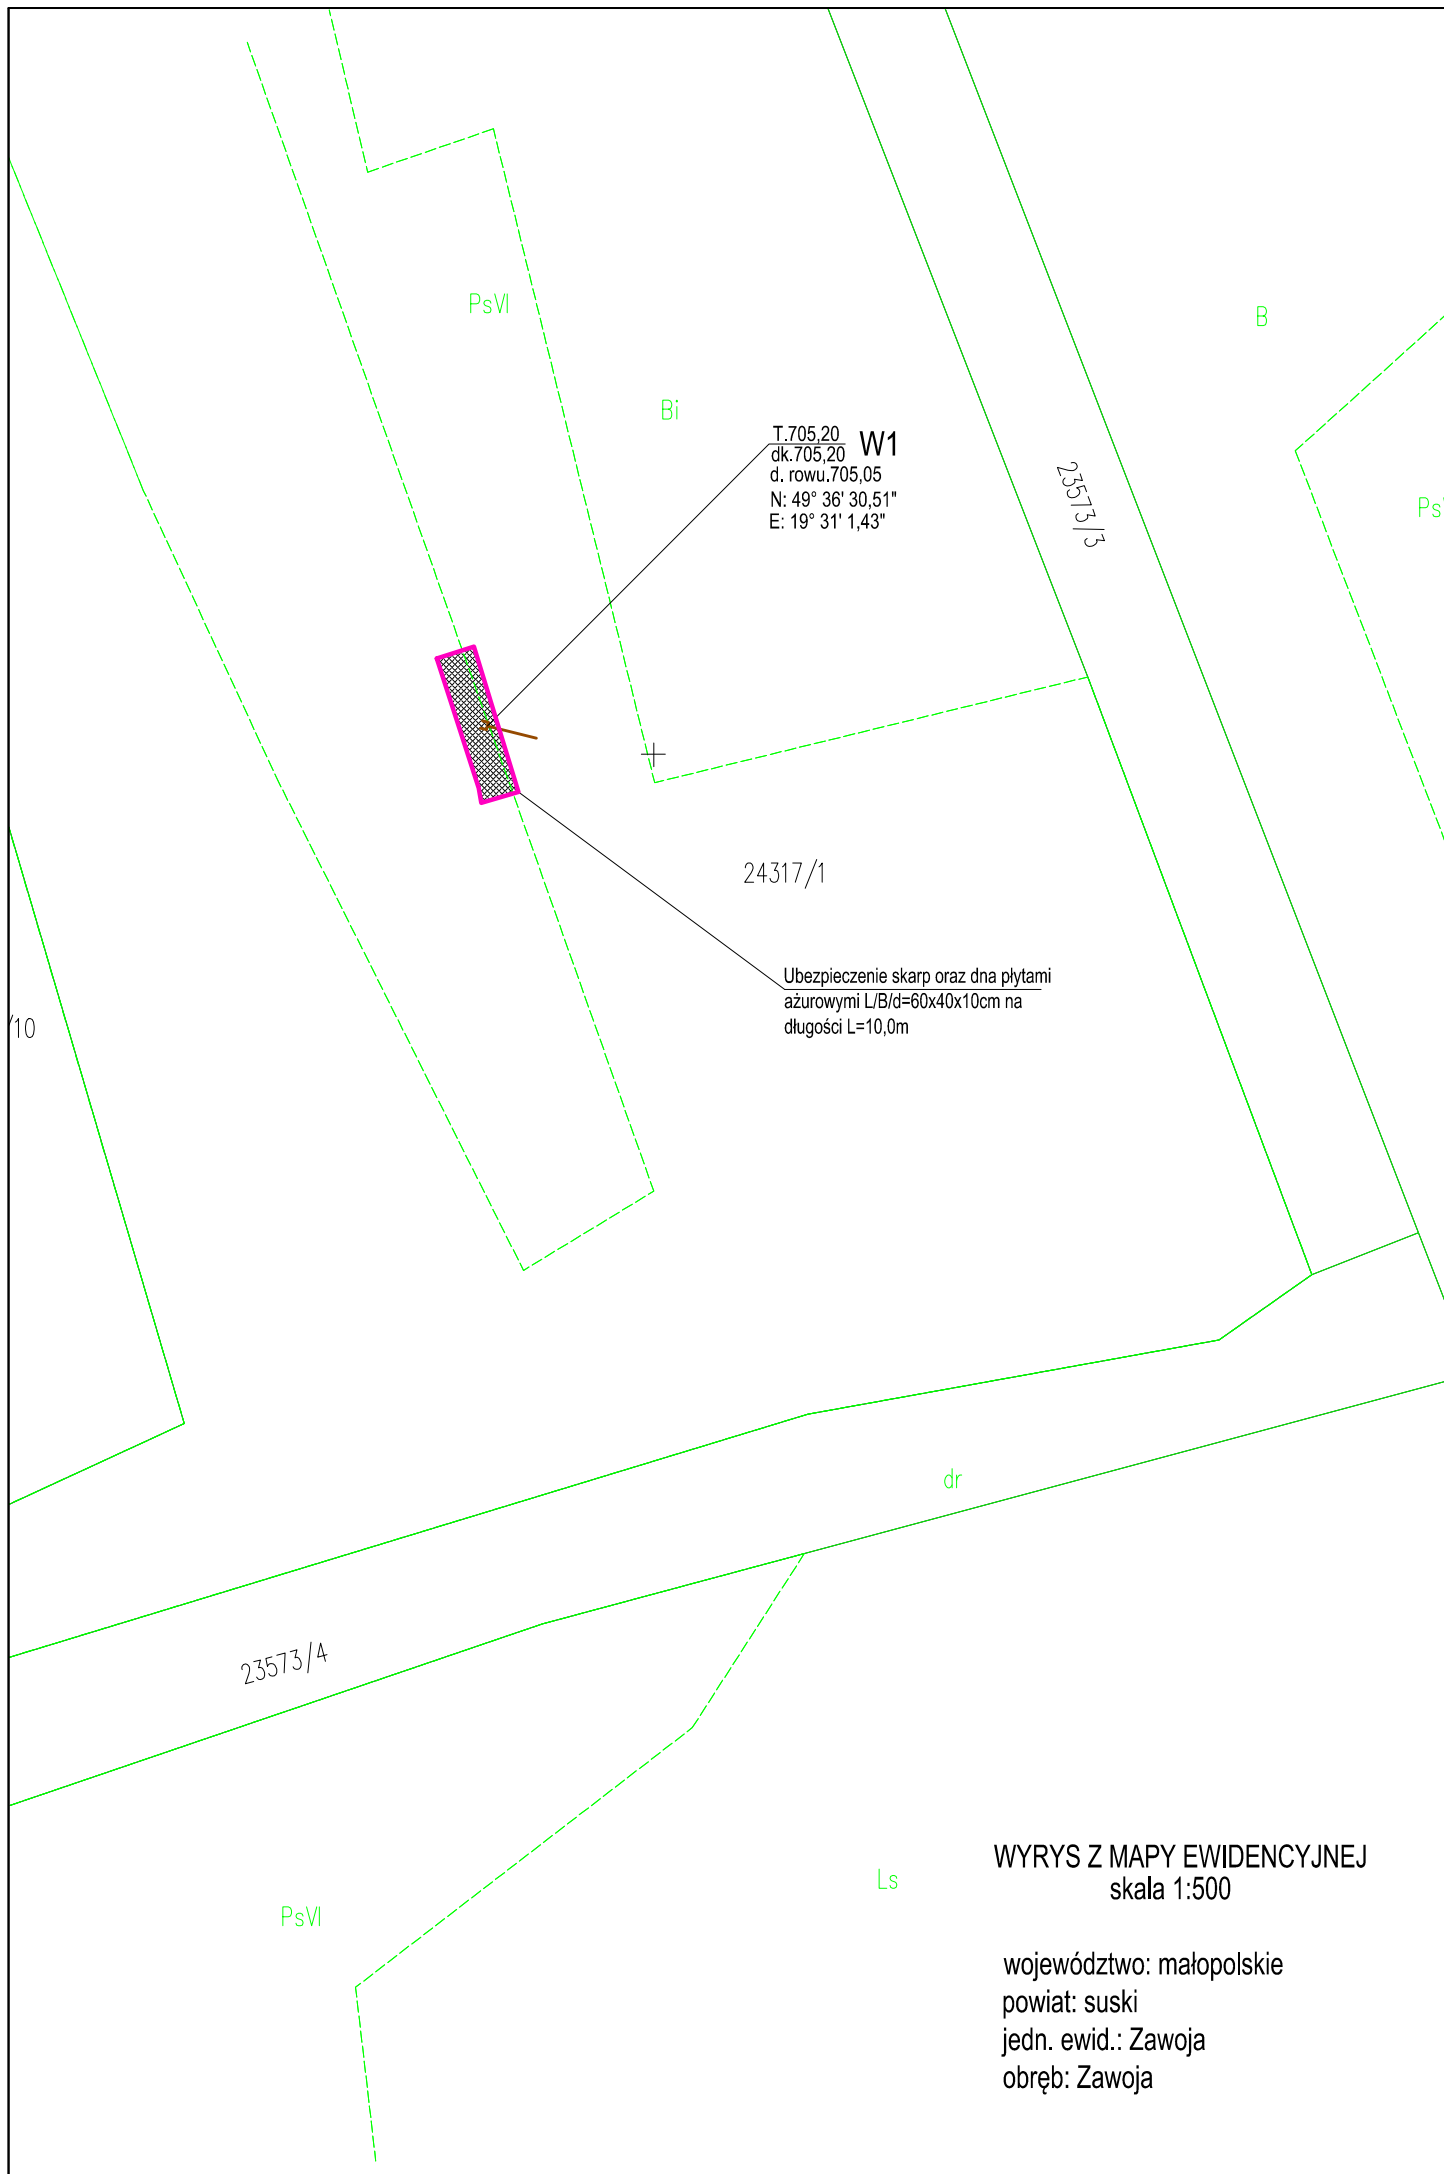 PsVI
B
Bi
T.705,20
W1
dk.705,20
d. rowu.705,05
N: 49° 36' 30,51"
E: 19° 31' 1,43"
23573/3
Ps
24317/1
Ubezpieczenie skarp oraz dna płytami
ażurowymi L/B/d=60x40x10cm na
długości L=10,0m
/10
dr
23573/4
Ls
PsVI
WYRYS Z MAPY EWIDENCYJNEJ
skala 1:500
województwo: małopolskie
powiat: suski
jedn. ewid.: Zawoja
obręb: Zawoja